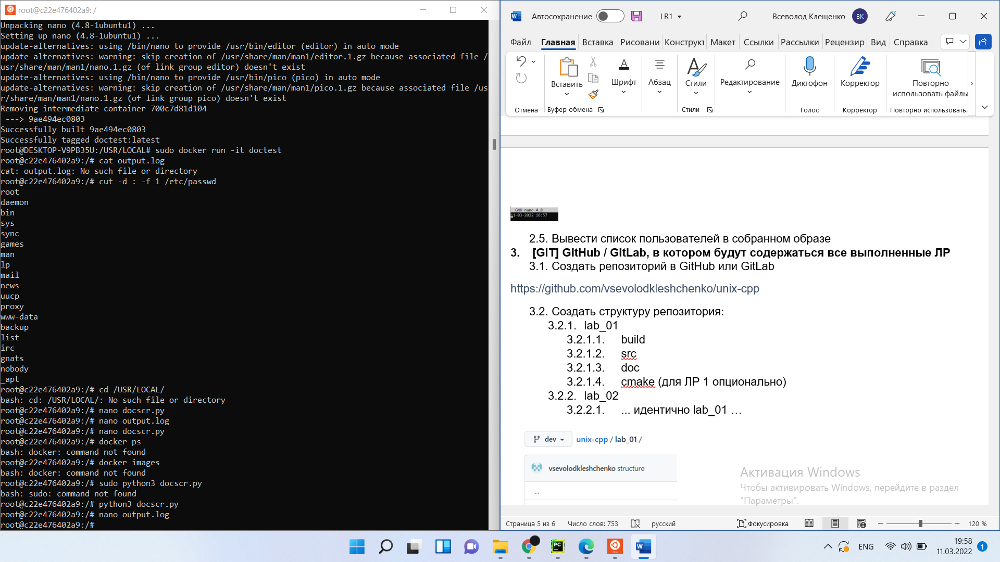 root@c22e476402a9: /
Unpacking nano (4.8-1ubuntu1) ...
Setting up nano (4.8-1ubuntu1) ...
update-alternatives: using /bin/nano to provide /usr/bin/editor (editor) in auto mode
update-alternatives: warning: skip creation of /usr/share/man/man1/editor.1.gz because associated file /
usr/share/man/man1/nano.1.gz (of link group editor) doesn't exist
update-alternatives: using /bin/nano to provide /usr/bin/pico (pico) in auto mode
update-alternatives: warning: skip creation of /usr/share/man/man1/pico.1.gz because associated file /us
r/share/man/man1/nano.1.gz (of link group pico) doesn't exist
Removing intermediate container 700c7d81d104
 ---> 9ae494ec0803
Successfully built 9ae494ec0803
Successfully tagged doctest:latest
root@DESKTOP-V9PB35U:/USR/LOCAL# sudo docker run -it doctest
root@c22e476402a9:/# cat output.log
cat: output.log: No such file or directory
root@c22e476402a9:/# cut -d : -f 1 /etc/passwd
root
daemon
bin
sys
sync
games
man
lp
mail
news
uucp
proxy
www-data
backup
list
irc
gnats
nobody
_apt
root@c22e476402a9:/# cd /USR/LOCAL/
bash: cd: /USR/LOCAL/: No such file or directory
root@c22e476402a9:/# nano docscr.py
root@c22e476402a9:/# nano output.log
root@c22e476402a9:/# nano docscr.py
root@c22e476402a9:/# docker ps
bash: docker: command not found
root@c22e476402a9:/# docker images
bash: docker: command not found
root@c22e476402a9:/# sudo python3 docscr.py
bash: sudo: command not found
root@c22e476402a9:/# python3 docscr.py
root@c22e476402a9:/# nano output.log
root@c22e476402a9:/#
Автосохранение LR1 Всеволод Клещенко ВК
Файл Главная Вставка Рисовани Конструкт Макет Ссылки Рассылки Рецензир Вид Справка
Вставить Шрифт Абзац Стили Редактирование Диктофон Корректор Повторно
использовать файлы
Отмена Буфер обмена Стили Голос Корректор Повторно использовать.
GNU nano 4.8
11-03-2022 16:57
2.5. Вывести список пользователей в собранном образе
3. [GIT] GitHub / GitLab, в котором будут содержаться все выполненные ЛР
3.1. Создать репозиторий в GitHub или GitLab
https://github.com/vsevolodkleshchenko/unix-cpp
3.2. Создать структуру репозитория:
3.2.1. lab_01
3.2.1.1. build
3.2.1.2. src
3.2.1.3. doc
3.2.1.4. cmake (для ЛР 1 опционально)
3.2.2. lab_02
3.2.2.1. ... идентично lab_01 …
dev unix-cpp / lab_01 /
vsevolodkleshchenko structure
..
Активация Windows
Чтобы активировать Windows, перейдите в раздел
"Параметры".
Страница 5 из 6 Число слов: 753 русский Фокусировка 120 %
ENG 19:58
11.03.2022 1